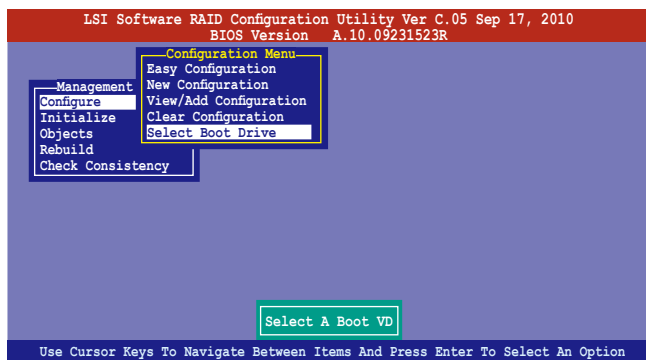 LSI Software RAID Configuration Utility Ver C.05 Sep 17, 2010
BIOS Version A.10.09231523R
Configuration Menu
Easy Configuration
New Configuration
View/Add Configuration
Clear Configuration
Select Boot Drive
Management
Configure
Initialize
Objects
Rebuild
Check Consistency
Select A Boot VD
Use Cursor Keys To Navigate Between Items And Press Enter To Select An Option